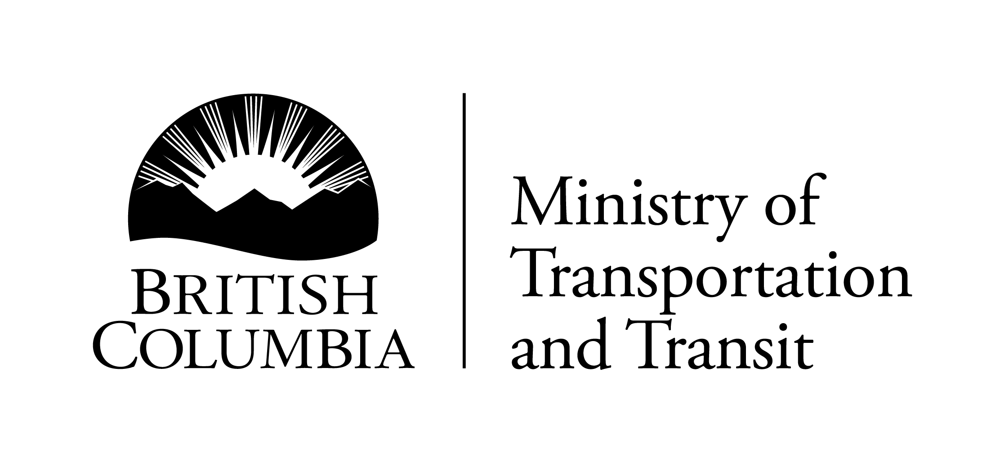 BRITISH
COLUMBIA
Ministry of
Transportation
and Transit